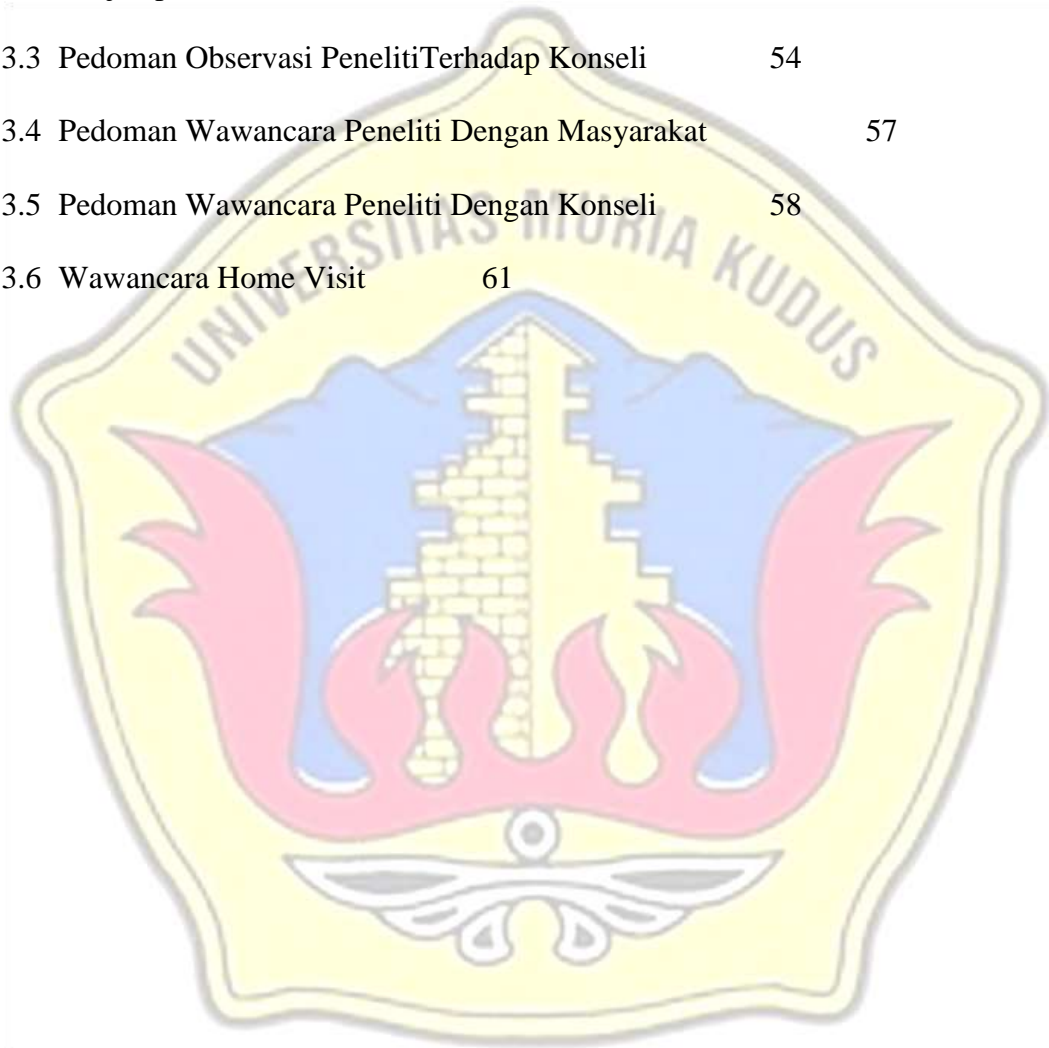 3.3 Pedoman Observasi PenelitiTerhadap Konseli 54
3.4 Pedoman Wawancara Peneliti Dengan Masyarakat 57
3.5 Pedoman Wawancara Peneliti Dengan Konseli 58
3.6 Wawancara Home Visit 61
UNIVERSITAS MURIA KUDUS